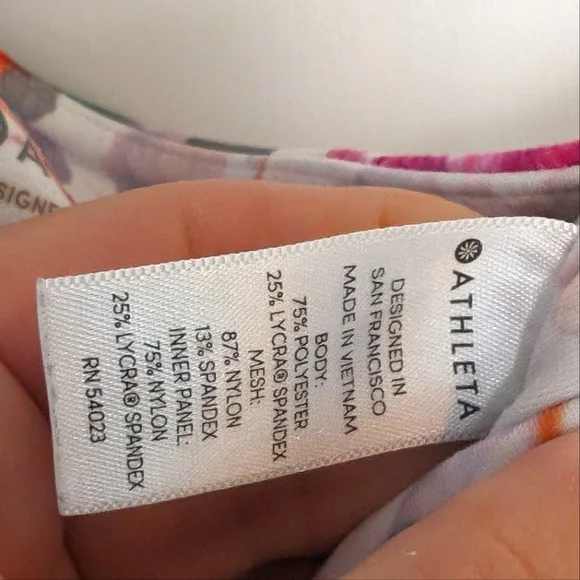 ATHLETA
DESIGNED IN
SAN FRANCISCO
MADE IN VIETNAM
BODY:
75% POLYESTER
25% LYCRA® SPANDEX
MESH:
87% NYLON
13% SPANDEX
INNER PANEL:
75% NYLON
25% LYCRA® SPANDEX
RN 54023